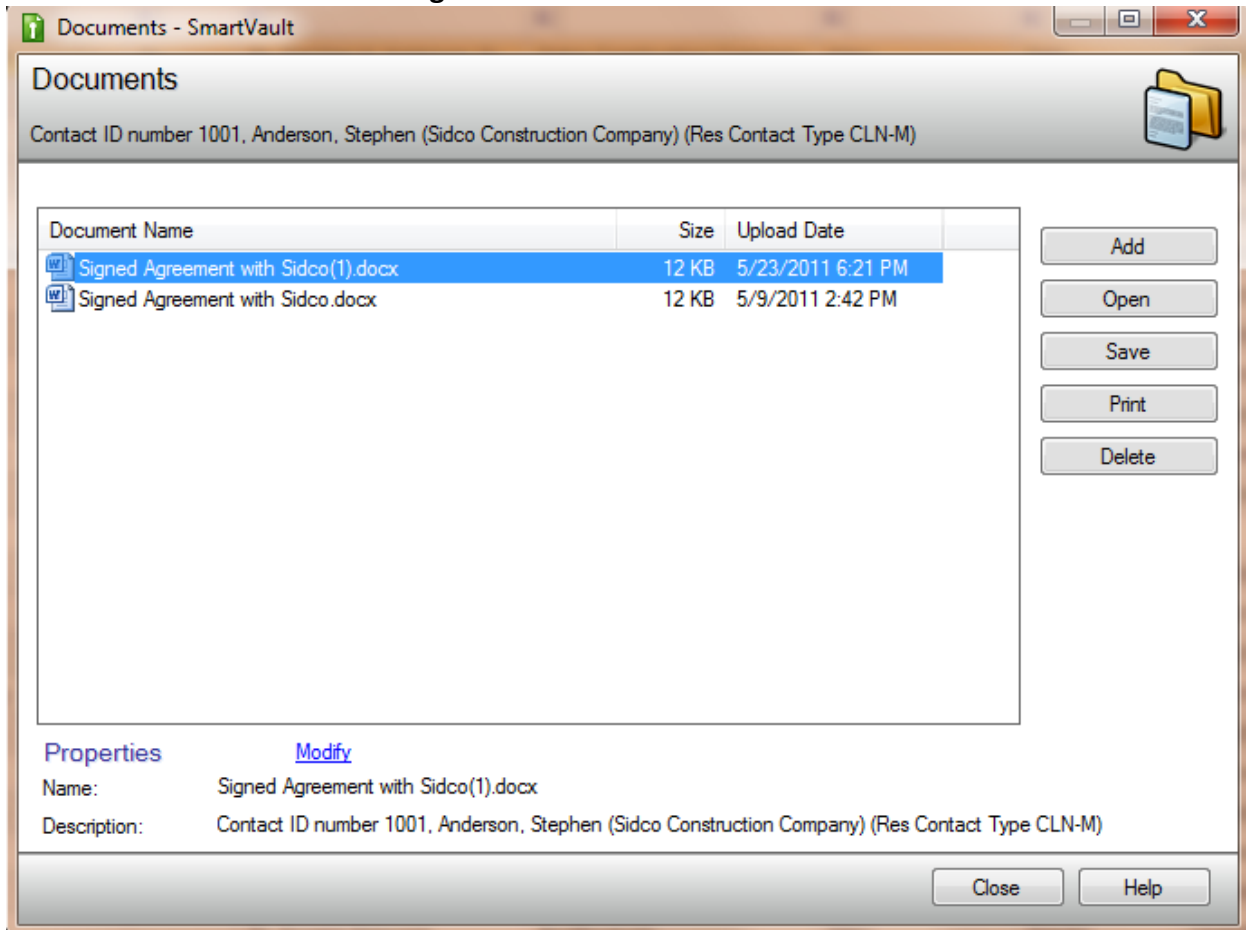 Documents - SmartVault
Documents
Contact ID number 1001, Anderson, Stephen (Sidco Construction Company) (Res Contact Type CLN-M)
Document Name Size Upload Date
Signed Agreement with Sidco(1).docx 12 KB 5/23/2011 6:21 PM
Signed Agreement with Sidco.docx 12 KB 5/9/2011 2:42 PM
Add
Open
Save
Print
Delete
Properties Modify
Name: Signed Agreement with Sidco(1).docx
Description: Contact ID number 1001, Anderson, Stephen (Sidco Construction Company) (Res Contact Type CLN-M)
Close Help